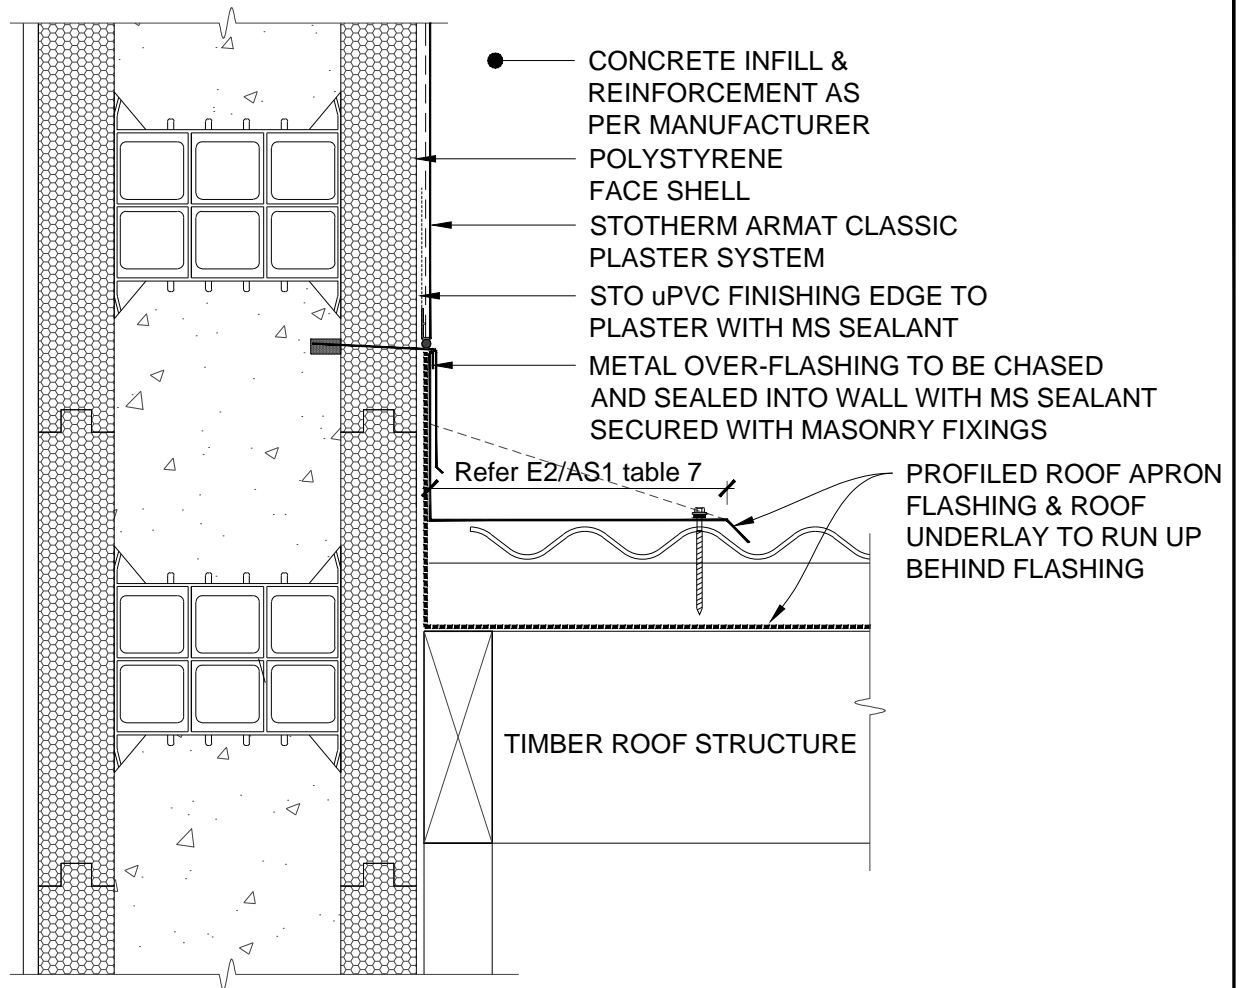 CONCRETE INFILL &
REINFORCEMENT AS
PER MANUFACTURER
POLYSTYRENE
FACE SHELL
STOTHERM ARMAT CLASSIC
PLASTER SYSTEM
STO uPVC FINISHING EDGE TO
PLASTER WITH MS SEALANT
METAL OVER-FLASHING TO BE CHASED
AND SEALED INTO WALL WITH MS SEALANT
SECURED WITH MASONRY FIXINGS
Refer E2/AS1 table 7
PROFILED ROOF APRON
FLASHING & ROOF
UNDERLAY TO RUN UP
BEHIND FLASHING
TIMBER ROOF STRUCTURE